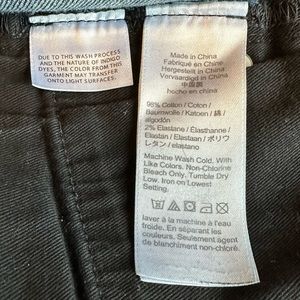 DUE TO THIS WASH PROCESS
AND THE NATURE OF INDIGO
DYES, THE COLOR FROM THIS
GARMENT MAY TRANSFER
ONTO LIGHT SURFACES.
Made in China
Fabriqué en Chine
Hergestellt in China
Vervaardigd in China
中国製
hecho en china
98% Cotton / Coton /
Baumwolle / Katoen / 綿 /
algodón
2% Elastane / Élasthanne /
Elastan / Elastaan / ポリウ
レタン / elastano
Machine Wash Cold, With
Like Colors. Non-Chlorine
Bleach Only. Tumble Dry
Low. Iron on Lowest
Setting.
laver à la machine à l'eau
froide. En séparant les
couleurs. Seulement agent
de blanchiment non-chloré.